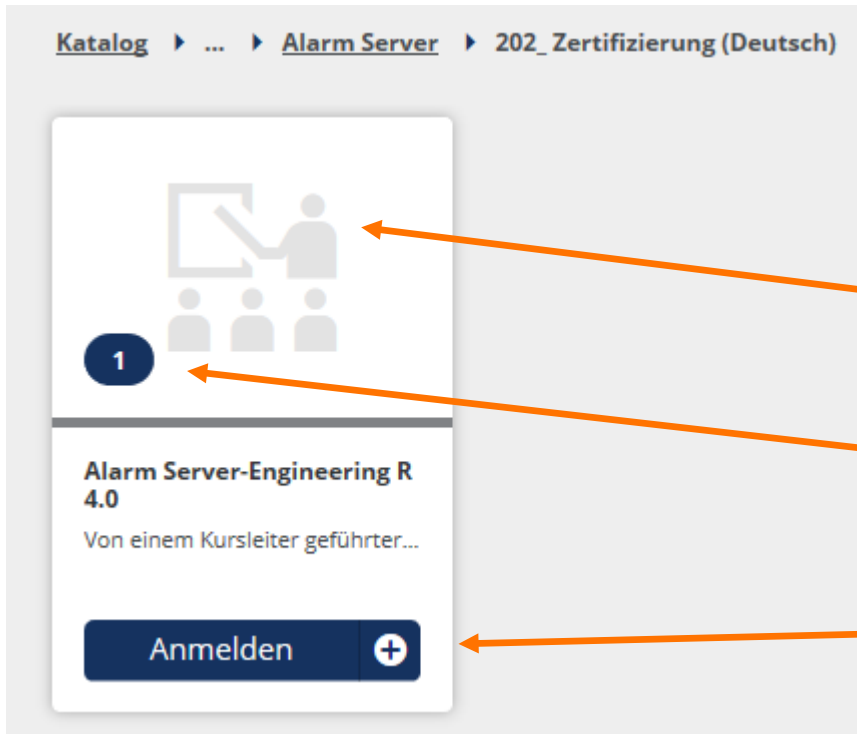 Katalog ... Alarm Server 202_ Zertifizierung (Deutsch)
1
Alarm Server-Engineering R
4.0
Von einem Kursleiter geführter...
Anmelden